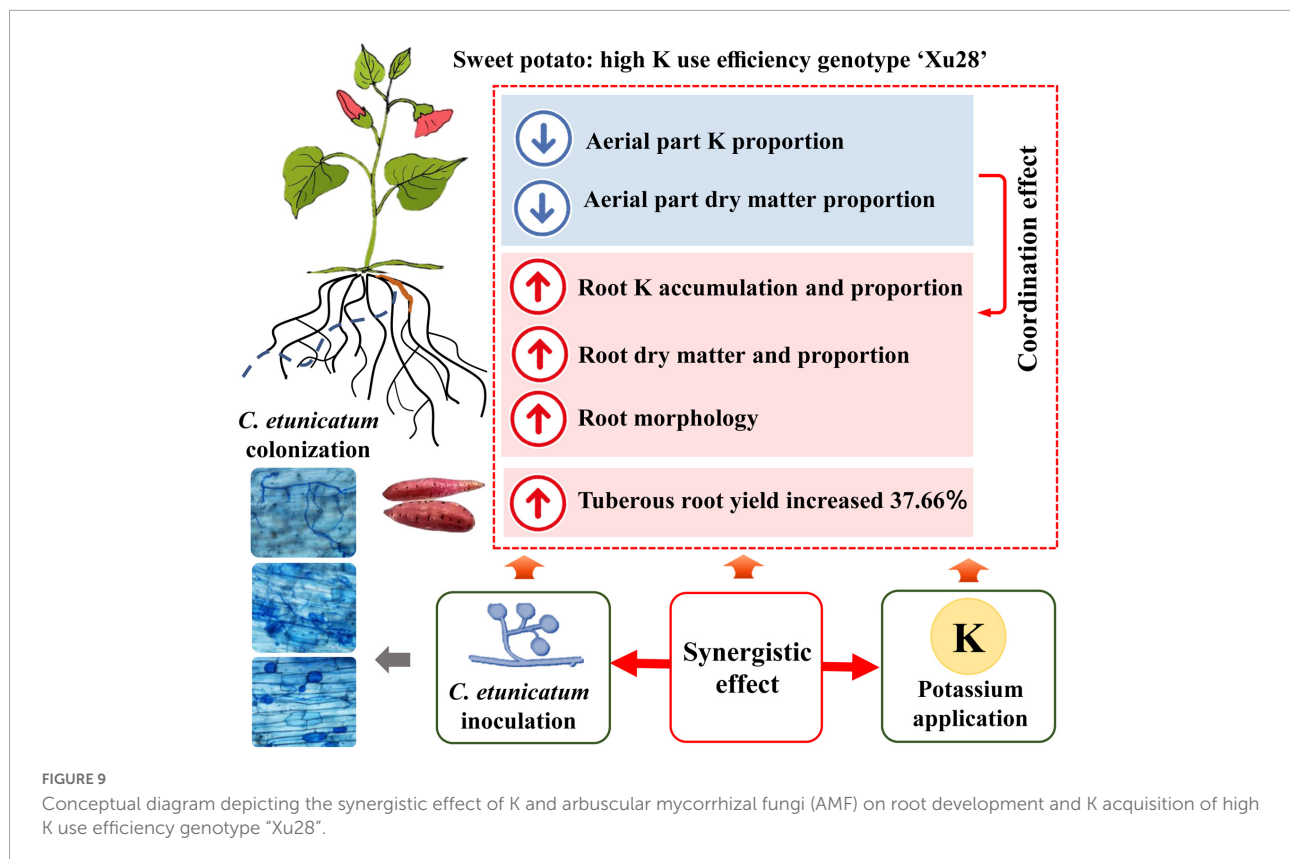 Sweet potato: high K use efficiency genotype ‘Xu28’
Aerial part K proportion
Aerial part dry matter proportion
Coordination effect
Root K accumulation and proportion
Root dry matter and proportion
Root morphology
C. etunicatum
colonization
Tuberous root yield increased 37.66%
C. etunicatum
inoculation
Synergistic
effect
K
Potassium
application
FIGURE 9
Conceptual diagram depicting the synergistic effect of K and arbuscular mycorrhizal fungi (AMF) on root development and K acquisition of high
K use efficiency genotype “Xu28”.